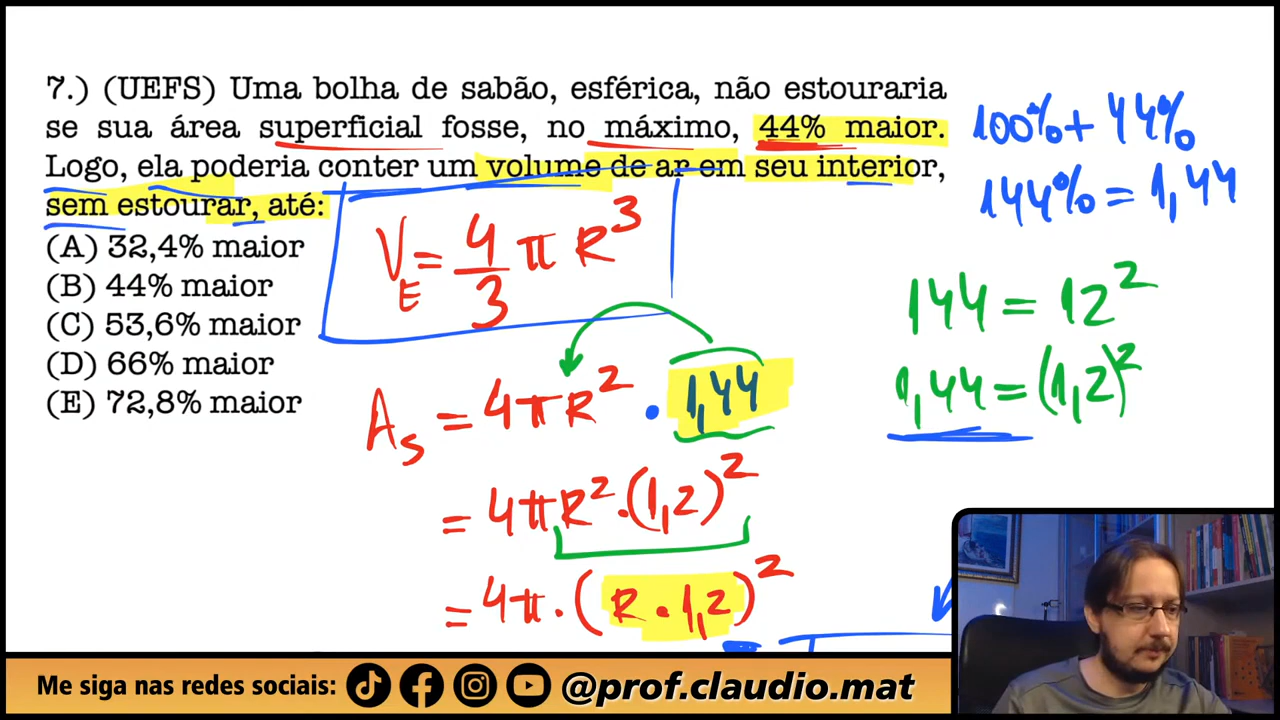 7.) (UEFS) Uma bolha de sabão, esférica, não estouraria
se sua área superficial fosse, no máximo, 44% maior.
Logo, ela poderia conter um volume de ar em seu interior,
sem estourar, até:
(A) 32,4% maior
(B) 44% maior
(C) 53,6% maior
(D) 66% maior
(E) 72,8% maior
V_E = 4/3 π R³
A_S = 4πR² · 1,44
= 4πR² · (1,2)²
= 4π · (R · 1,2)²
100% + 44%
144% = 1,44
144 = 12²
1,44 = (1,2)²
Me siga nas redes sociais: @prof.claudio.mat